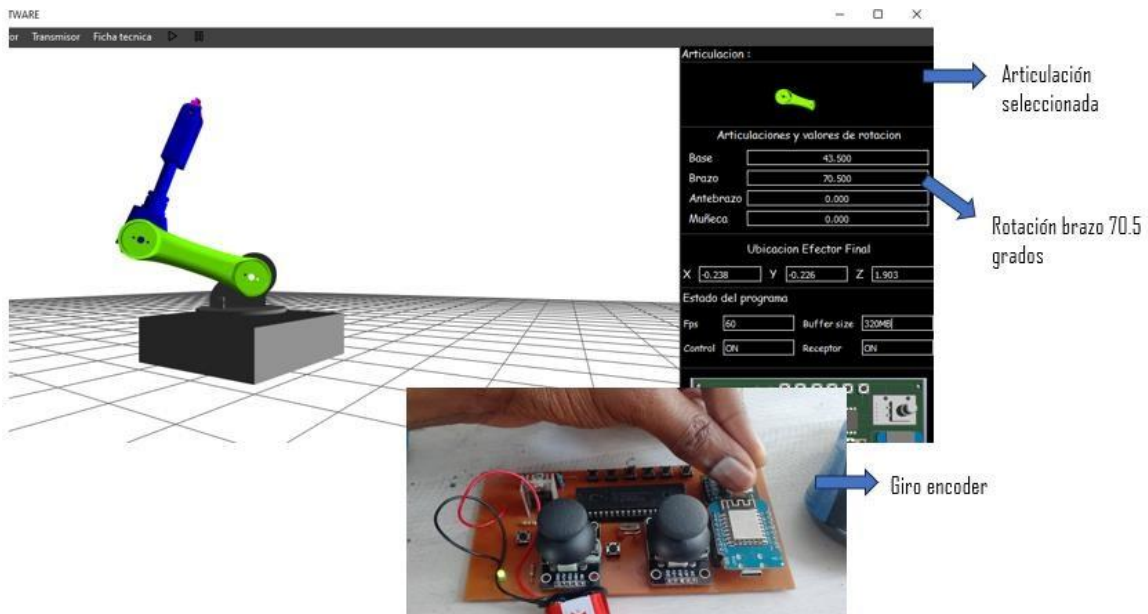 TWARE
or Transmisor Ficha tecnica
Articulacion :
Articulación
seleccionada
Articulaciones y valores de rotacion
Base 43.500
Brazo 70.500
Antebrazo 0.000
Muñeca 0.000
Rotación brazo 70.5
grados
Ubicacion Efector Final
X -0.238 Y -0.226 Z 1.903
Estado del programa
Fps 60 Buffer size 320MB
Control ON Receptor ON
Giro encoder